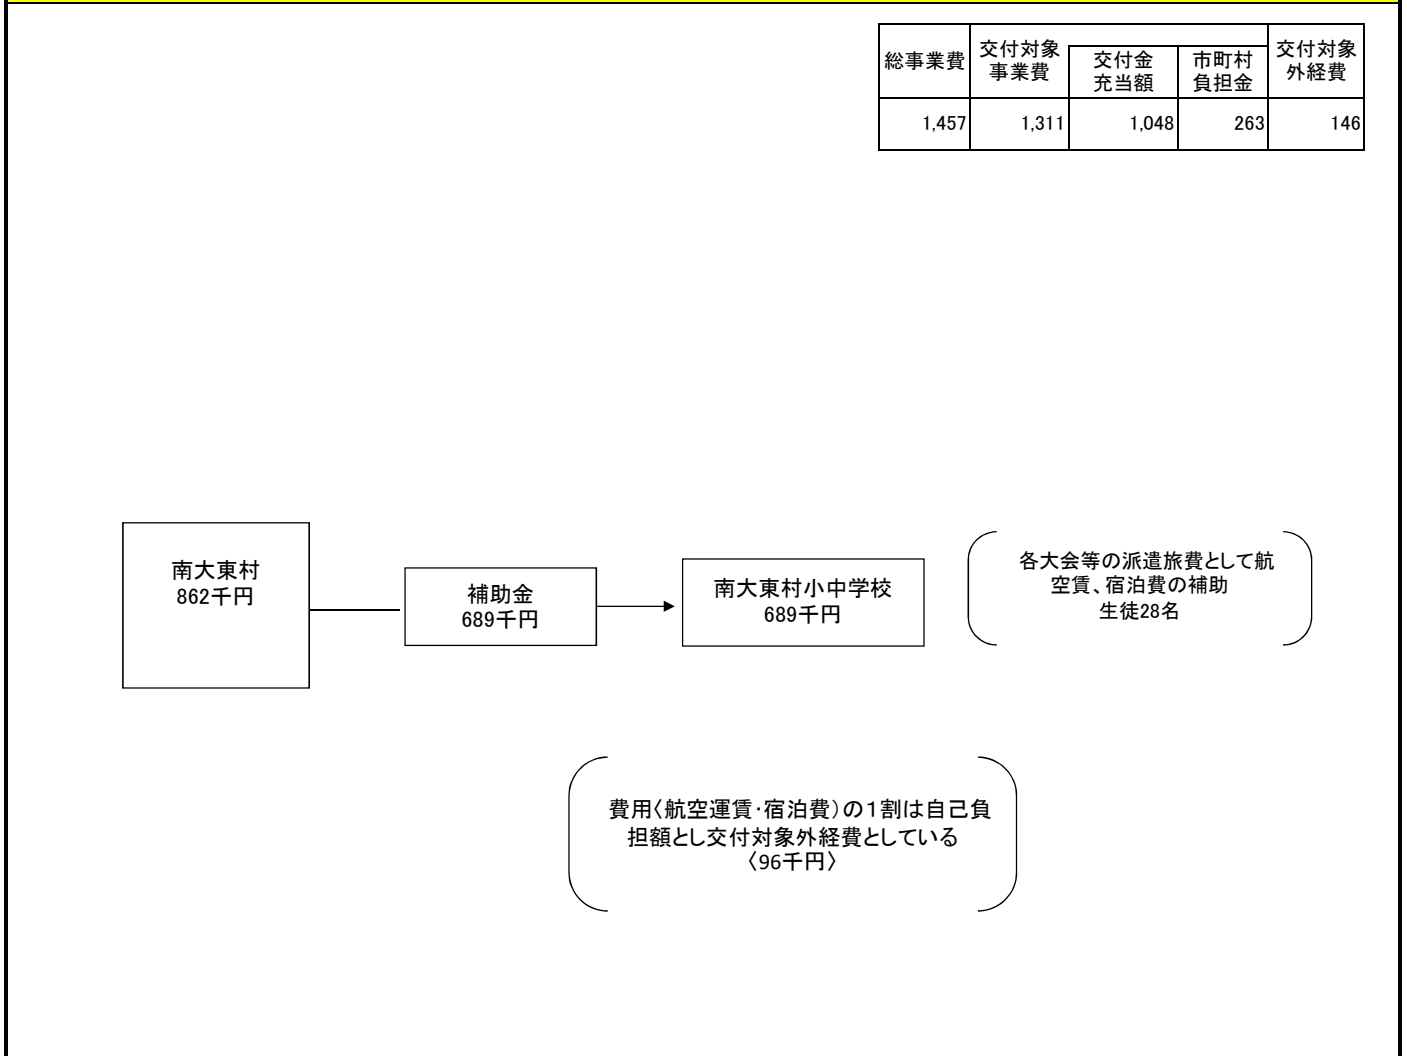 総事業費
交付対象
事業費
交付金
充当額
市町村
負担金
交付対象
外経費
1,457
1,311
1,048
263
146
南大東村
862千円
補助金
689千円
南大東村小中学校
689千円
各大会等の派遣旅費として航
空賃、宿泊費の補助
生徒28名
費用〈航空運賃・宿泊費）の１割は自己負
担額とし交付対象外経費としている
〈96千円〉